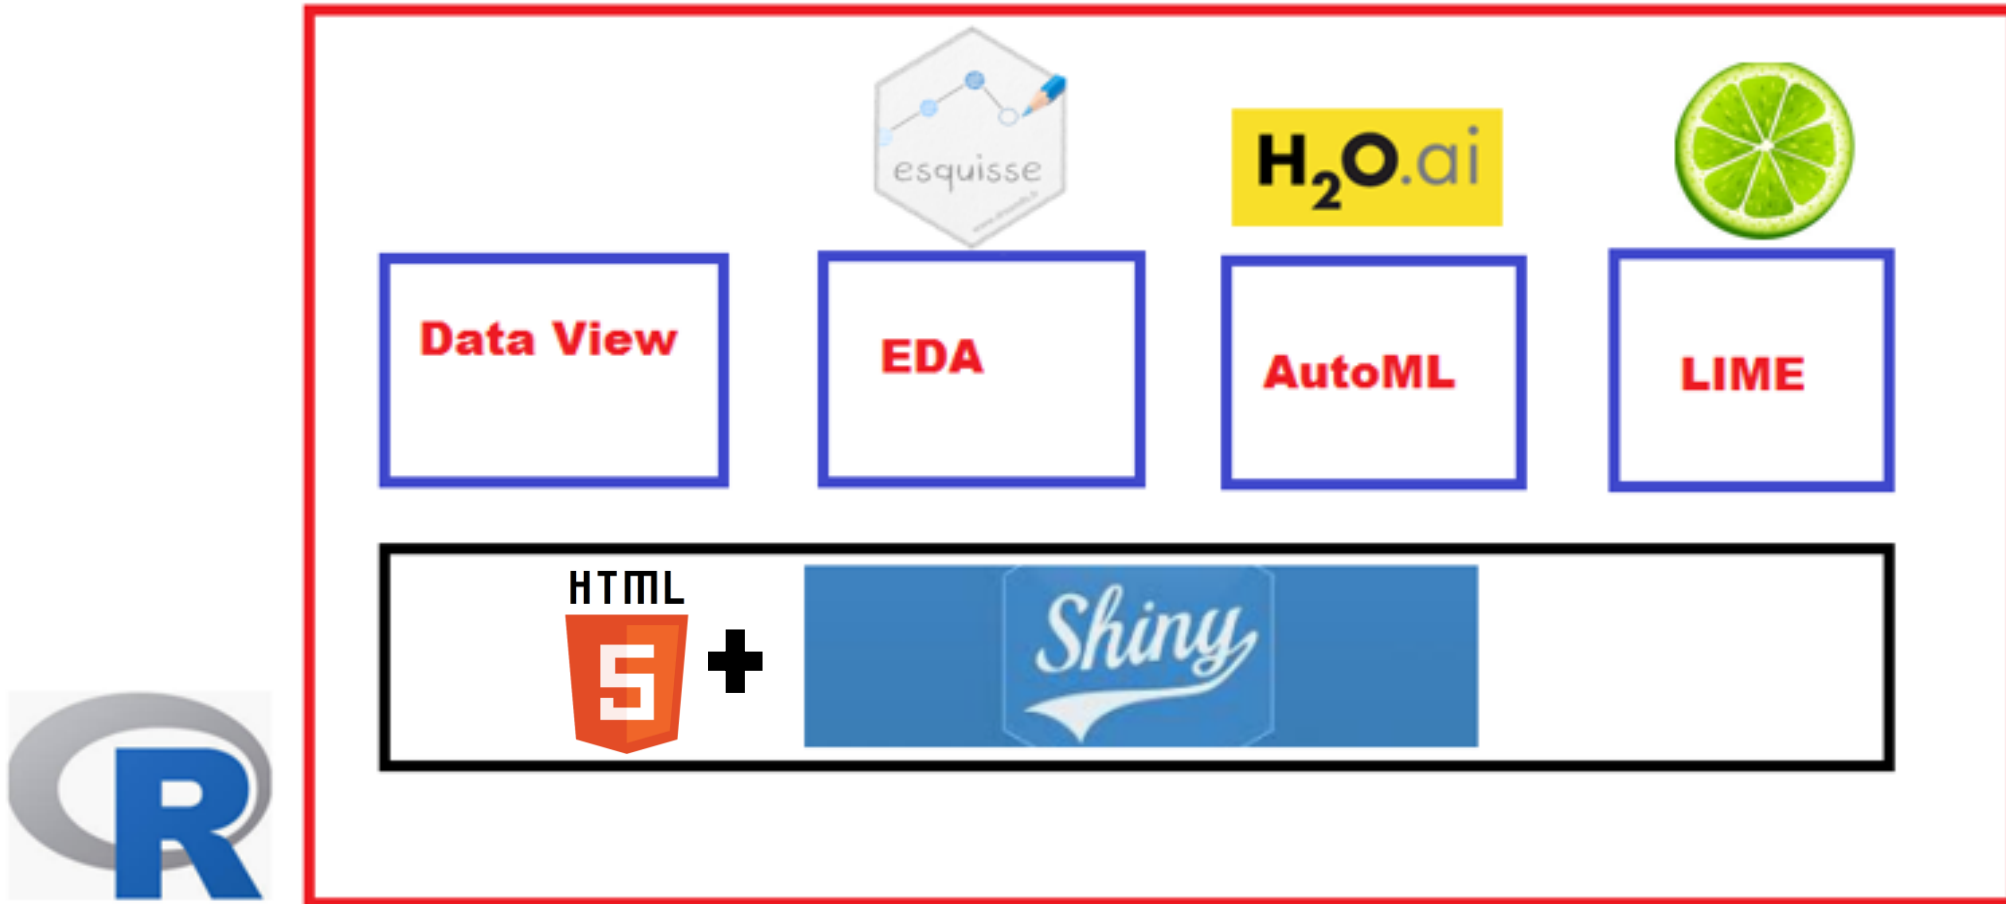 esquisse
H2O.ai
Data View
EDA
AutoML
LIME
HTML
5
+
Shiny
R